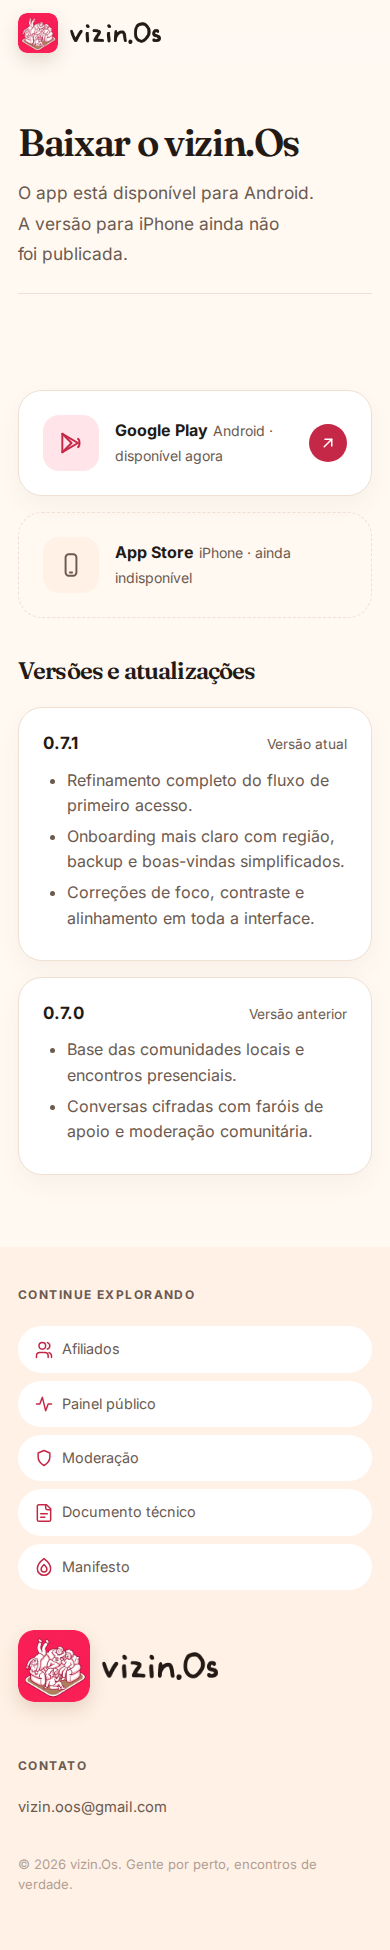 vizin.Os
Baixar o vizin.Os
O app está disponível para Android.
A versão para iPhone ainda não
foi publicada.
Google Play Android ·
disponível agora
App Store iPhone · ainda
indisponível
Versões e atualizações
0.7.1 Versão atual
• Refinamento completo do fluxo de
primeiro acesso.
• Onboarding mais claro com região,
backup e boas-vindas simplificados.
• Correções de foco, contraste e
alinhamento em toda a interface.
0.7.0 Versão anterior
• Base das comunidades locais e
encontros presenciais.
• Conversas cifradas com faróis de
apoio e moderação comunitária.
CONTINUE EXPLORANDO
Afiliados
Painel público
Moderação
Documento técnico
Manifesto
vizin.Os
CONTATO
vizin.oos@gmail.com
© 2026 vizin.Os. Gente por perto, encontros de
verdade.